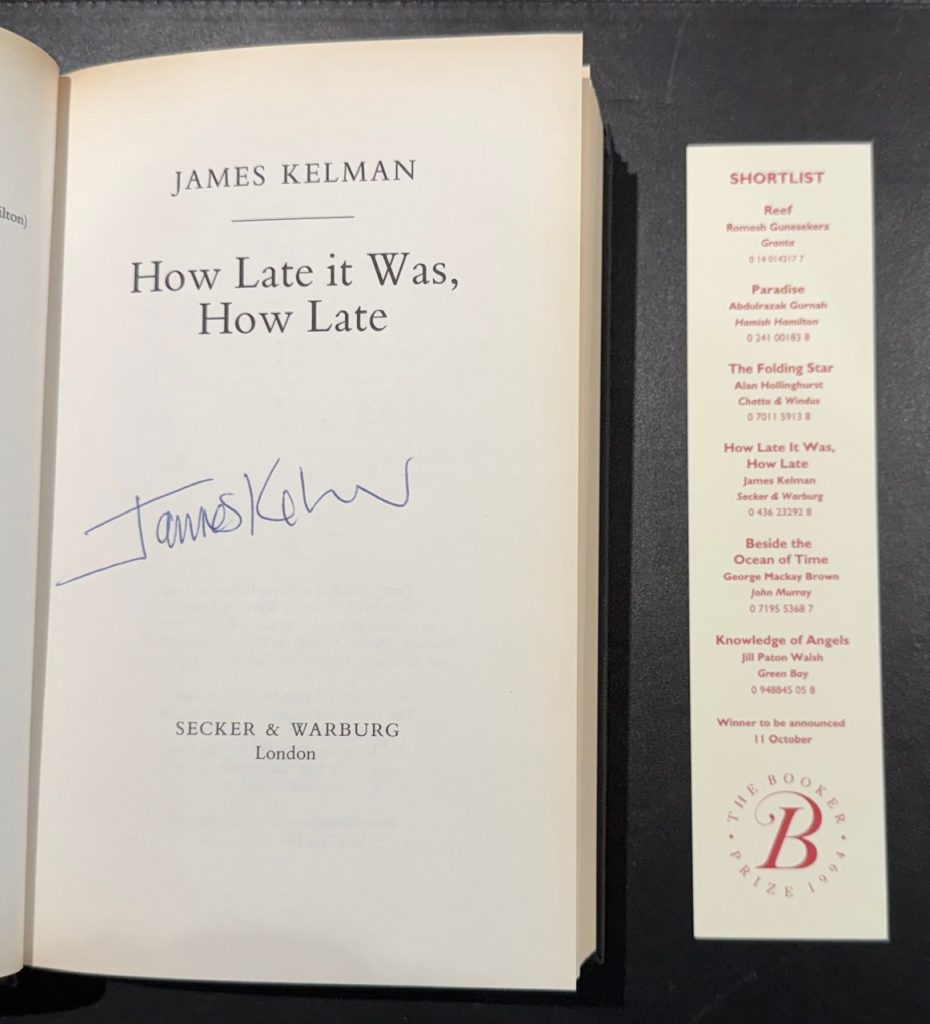 ilton)
JAMES KELMAN
How Late it Was,
How Late
James Kelman
SECKER & WARBURG
London
SHORTLIST
Reef
Romesh Gunesekera
Granta
0 14 014217 7
Paradise
Abdulrazak Gurnah
Hamish Hamilton
0 241 00183 8
The Folding Star
Alan Hollinghurst
Chatto & Windus
0 7011 5913 8
How Late It Was,
How Late
James Kelman
Secker & Warburg
0 436 23292 8
Beside the
Ocean of Time
George Mackay Brown
John Murray
0 7195 5368 7
Knowledge of Angels
Jill Paton Walsh
Green Bay
0 948845 05 8
Winner to be announced
11 October
THE BOOKER
B
PRIZE 1994